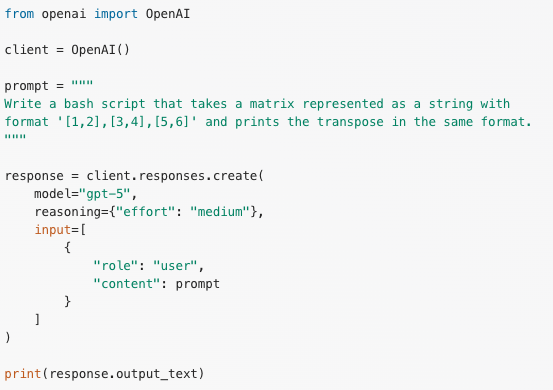 from openai import OpenAI

client = OpenAI()

prompt = """
Write a bash script that takes a matrix represented as a string with
format '[1,2],[3,4],[5,6]' and prints the transpose in the same format.
"""

response = client.responses.create(
    model="gpt-5",
    reasoning={"effort": "medium"},
    input=[
        {
            "role": "user",
            "content": prompt
        }
    ]
)

print(response.output_text)